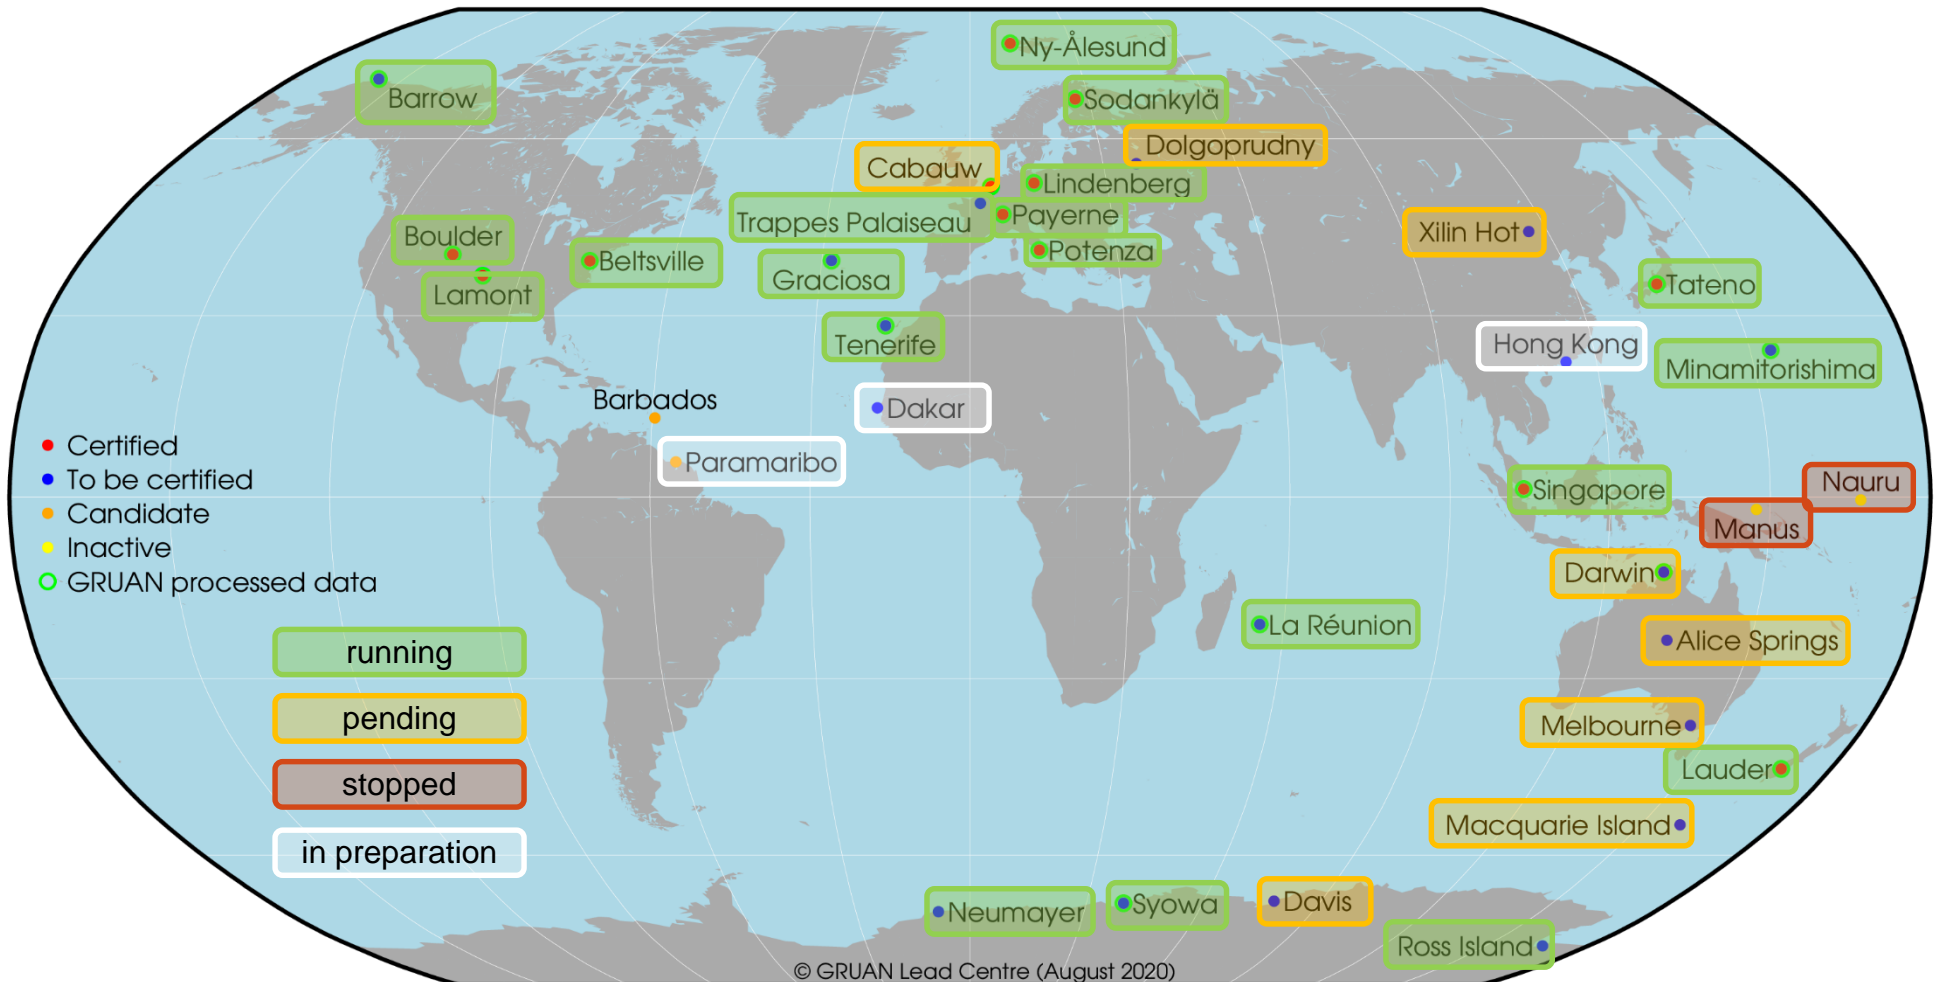 Ny-Ålesund
Barrow
Sodankylä
Dolgoprudny
Cabauw
Lindenberg
Trappes Palaiseau
Payerne
Boulder
Xilin Hot
Potenza
Beltsville
Graciosa
Lamont
Tateno
Tenerife
Hong Kong
Minamitorishima
Barbados
Dakar
Certified
Paramaribo
To be certified
Nauru
Singapore
Candidate
Manus
Inactive
Darwin
GRUAN processed data
La Réunion
Alice Springs
running
pending
Melbourne
Lauder
stopped
Macquarie Island
in preparation
Davis
Syowa
Neumayer
Ross Island
© GRUAN Lead Centre (August 2020)